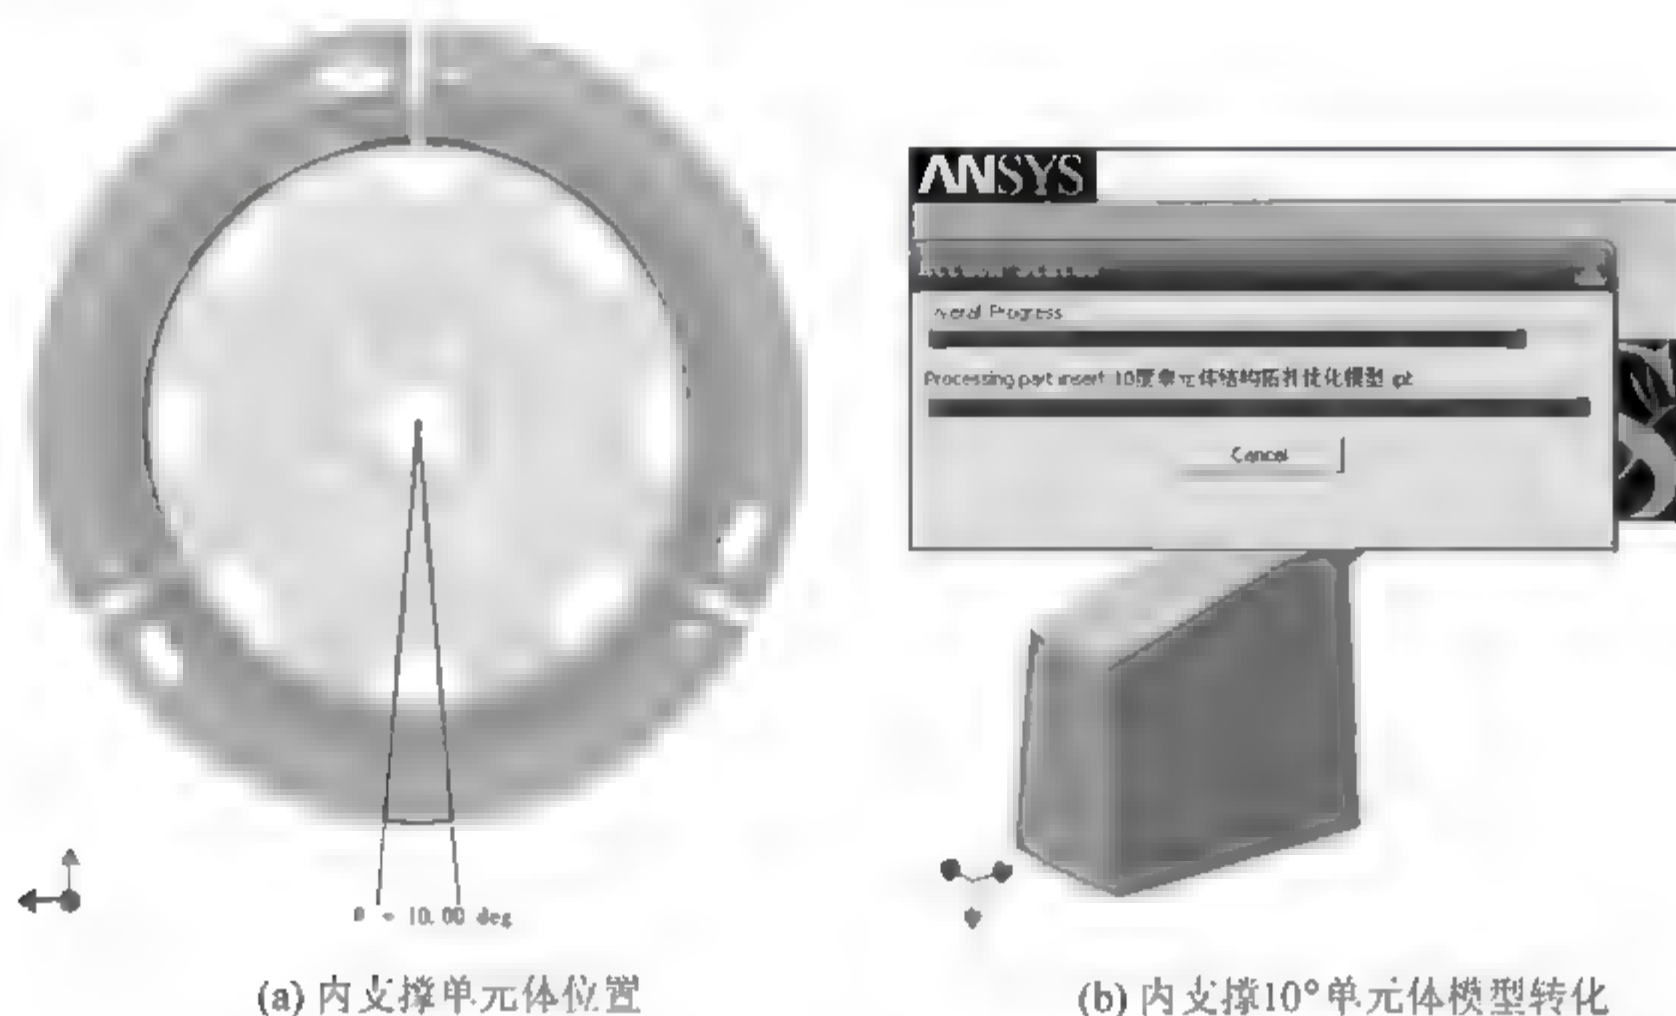 ANSYS
Progress
Processing part insert 10度单元体结构拓扑优化模型 ipt
Cancel
= 10.00 deg
(a) 内支撑单元体位置
(b) 内支撑10°单元体模型转化